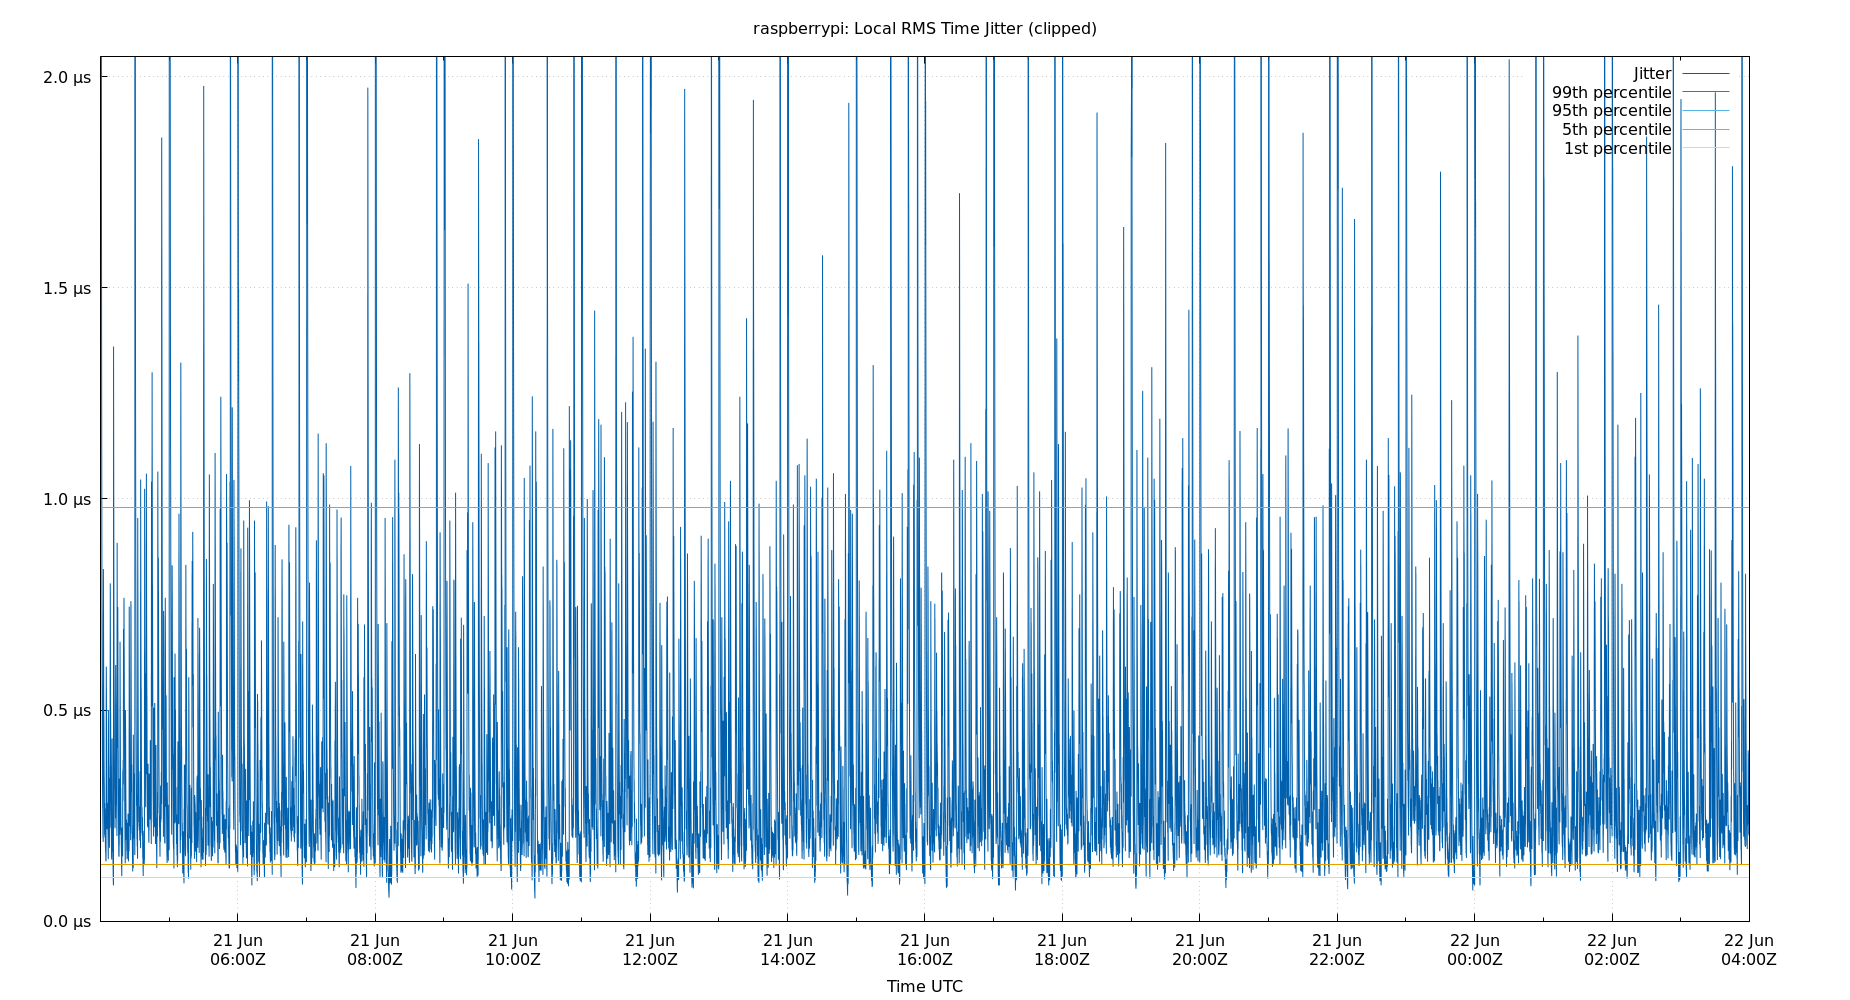 raspberrypi: Local RMS Time Jitter (clipped)
2.0 µs
1.5 µs
1.0 µs
0.5 µs
0.0 µs
Jitter
99th percentile
95th percentile
5th percentile
1st percentile
21 Jun 21 Jun 21 Jun 21 Jun 21 Jun 21 Jun 21 Jun 21 Jun 21 Jun 22 Jun 22 Jun 22 Jun
06:00Z 08:00Z 10:00Z 12:00Z 14:00Z 16:00Z 18:00Z 20:00Z 22:00Z 00:00Z 02:00Z 04:00Z
Time UTC